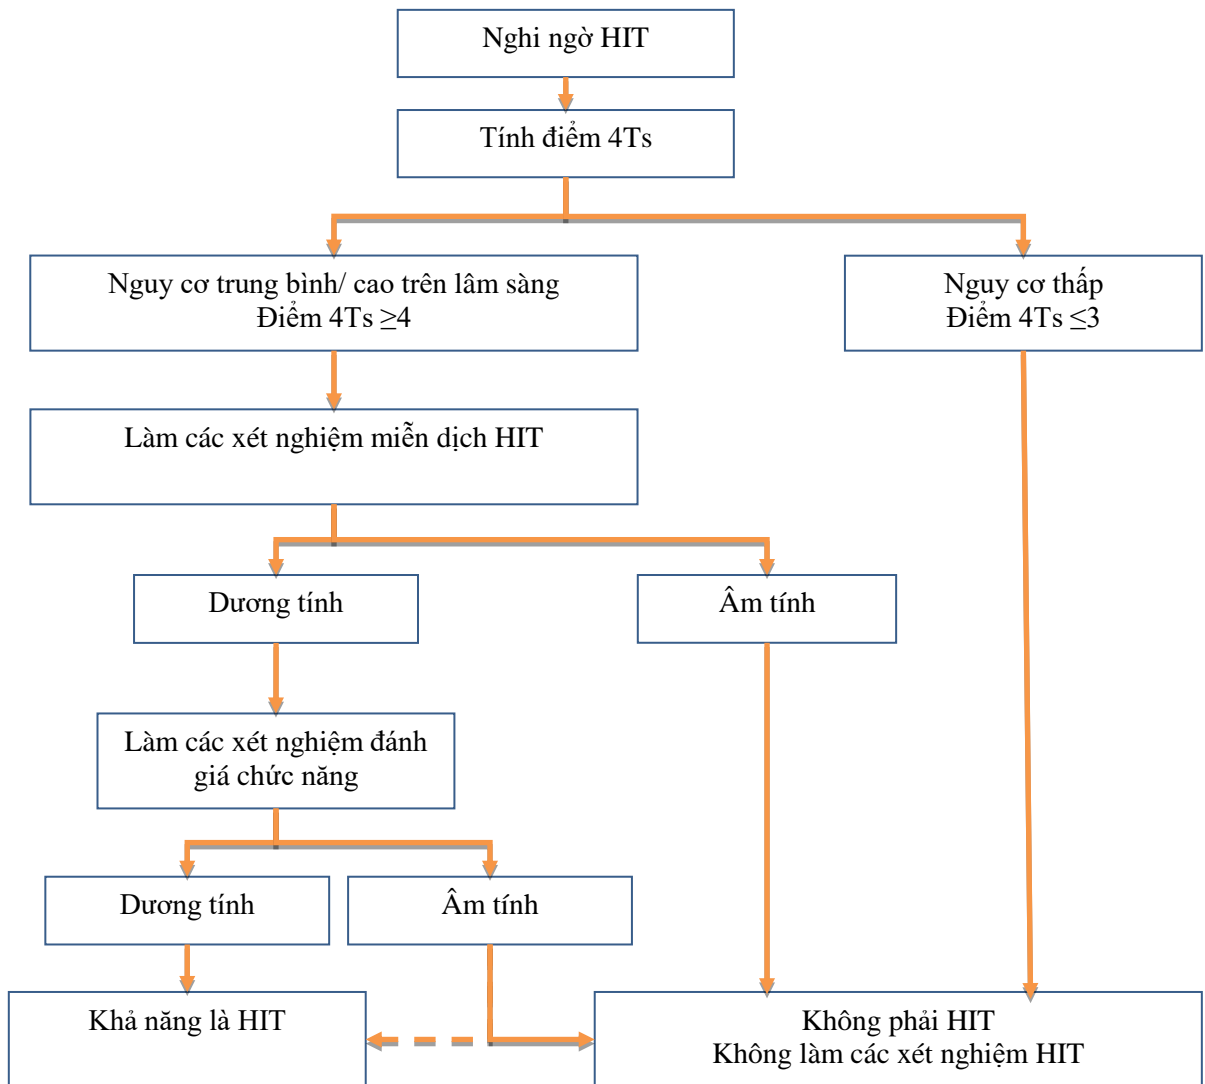 Nghi ngờ HIT
Tính điểm 4Ts
Nguy cơ trung bình/ cao trên lâm sàng
Điểm 4Ts ≥4
Nguy cơ thấp
Điểm 4Ts ≤3
Làm các xét nghiệm miễn dịch HIT
Dương tính
Âm tính
Làm các xét nghiệm đánh
giá chức năng
Dương tính
Âm tính
Khả năng là HIT
Không phải HIT
Không làm các xét nghiệm HIT